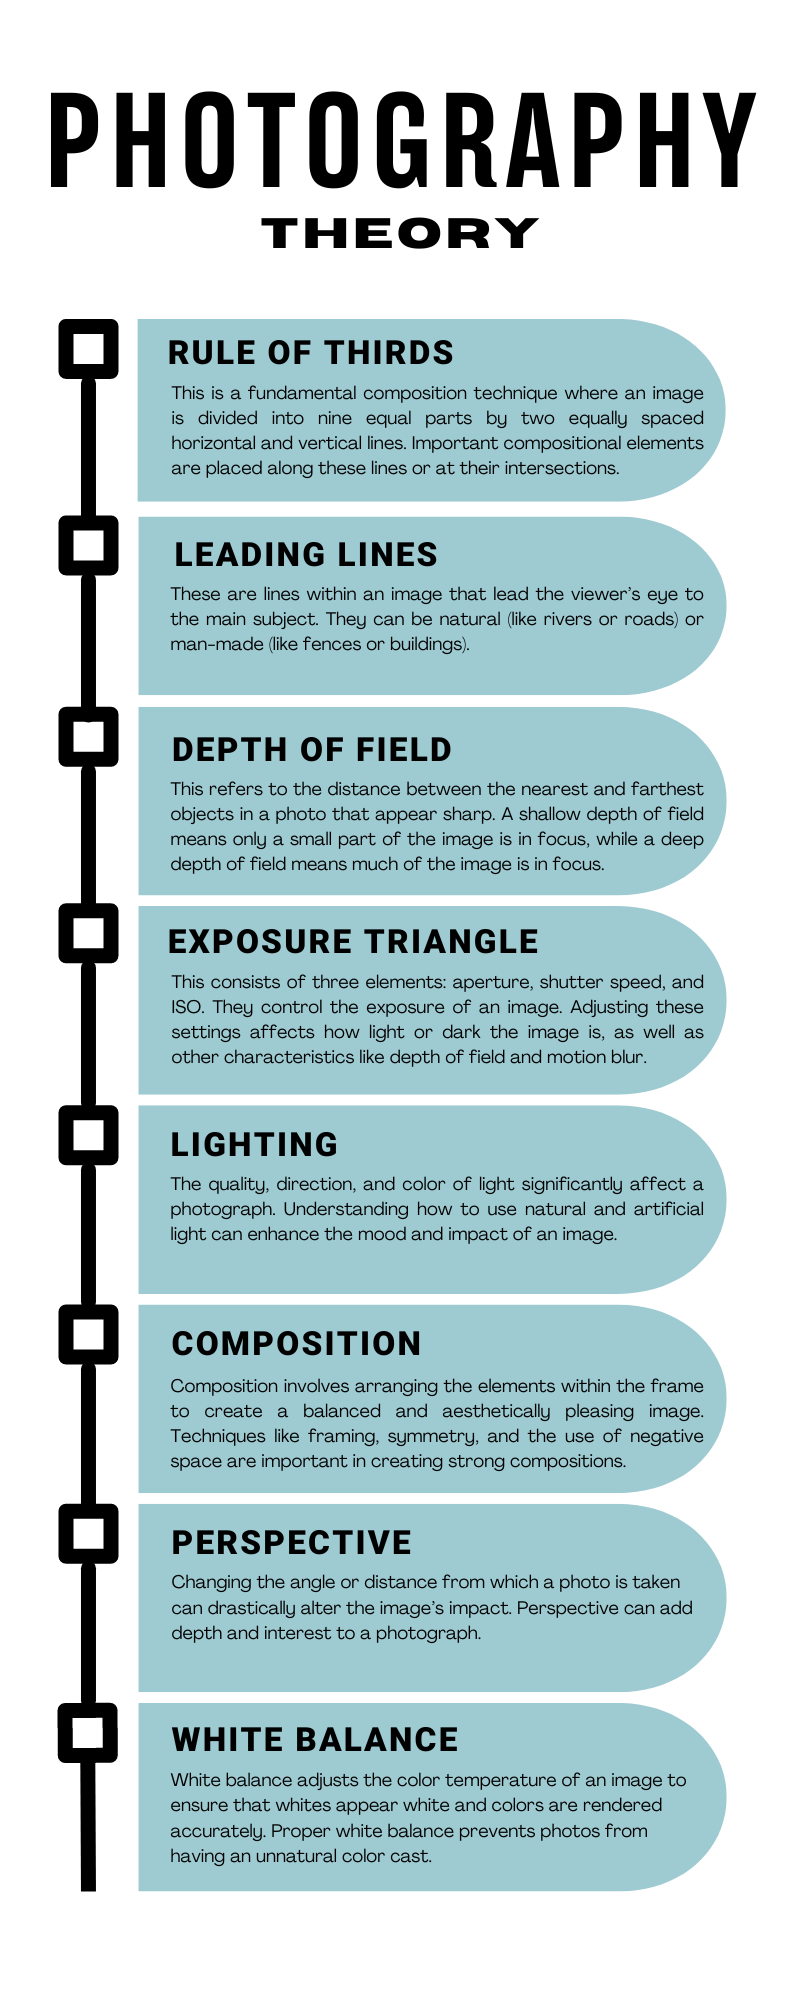 PHOTOGRAPHY
THEORY
RULE OF THIRDS
This is a fundamental composition technique where an image
is divided into nine equal parts by two equally spaced
horizontal and vertical lines. Important compositional elements
are placed along these lines or at their intersections.
LEADING LINES
These are lines within an image that lead the viewer's eye to
the main subject. They can be natural (like rivers or roads) or
man-made (like fences or buildings).
DEPTH OF FIELD
This refers to the distance between the nearest and farthest
objects in a photo that appear sharp. A shallow depth of field
means only a small part of the image is in focus, while a deep
depth of field means much of the image is in focus.
EXPOSURE TRIANGLE
This consists of three elements: aperture, shutter speed, and
ISO. They control the exposure of an image. Adjusting these
settings affects how light or dark the image is, as well as
other characteristics like depth of field and motion blur.
LIGHTING
The quality, direction, and color of light significantly affect a
photograph. Understanding how to use natural and artificial
light can enhance the mood and impact of an image.
COMPOSITION
Composition involves arranging the elements within the frame
to create a balanced and aesthetically pleasing image.
Techniques like framing, symmetry, and the use of negative
space are important in creating strong compositions.
PERSPECTIVE
Changing the angle or distance from which a photo is taken
can drastically alter the image's impact. Perspective can add
depth and interest to a photograph.
WHITE BALANCE
White balance adjusts the color temperature of an image to
ensure that whites appear white and colors are rendered
accurately. Proper white balance prevents photos from
having an unnatural color cast.